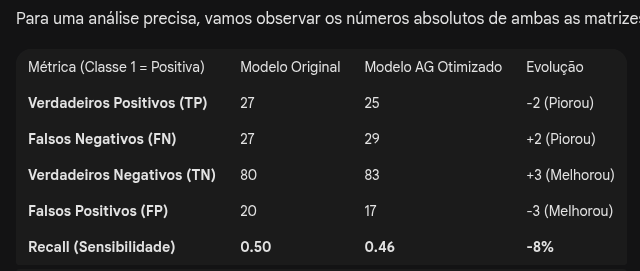 Para uma análise precisa, vamos observar os números absolutos de ambas as matrizes
Métrica (Classe 1 = Positiva) Modelo Original Modelo AG Otimizado Evolução
Verdadeiros Positivos (TP) 27 25 -2 (Piorou)
Falsos Negativos (FN) 27 29 +2 (Piorou)
Verdadeiros Negativos (TN) 80 83 +3 (Melhorou)
Falsos Positivos (FP) 20 17 -3 (Melhorou)
Recall (Sensibilidade) 0.50 0.46 -8%